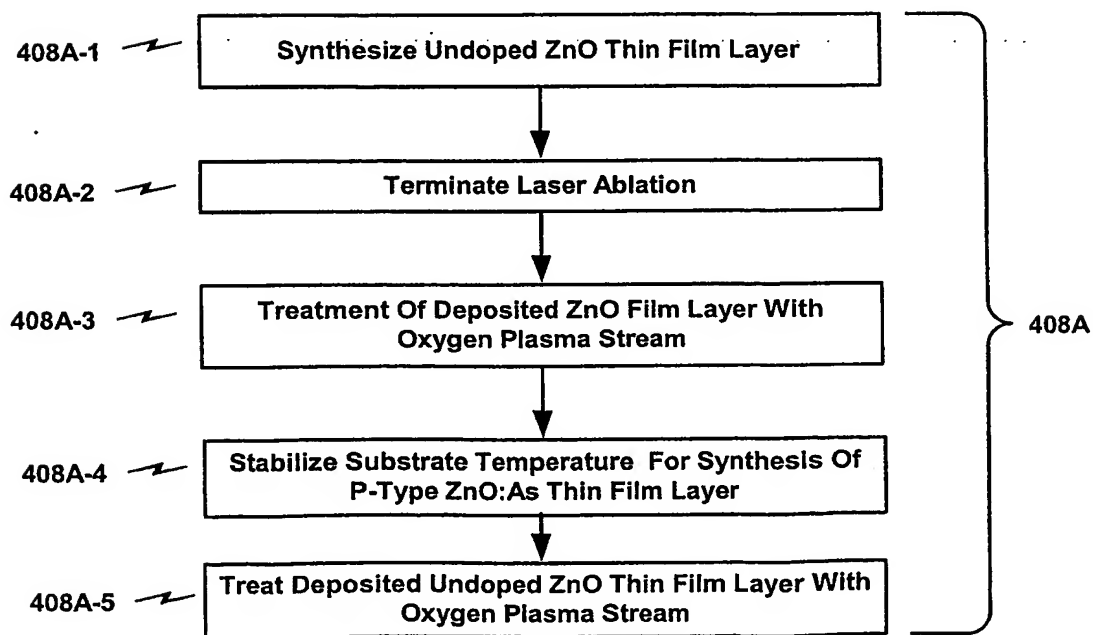 408A-1
Synthesize Undoped ZnO Thin Film Layer
408A-2
Terminate Laser Ablation
408A-3
Treatment Of Deposited ZnO Film Layer With
Oxygen Plasma Stream
408A
408A-4
Stabilize Substrate Temperature For Synthesis Of
P-Type ZnO:As Thin Film Layer
408A-5
Treat Deposited Undoped ZnO Thin Film Layer With
Oxygen Plasma Stream